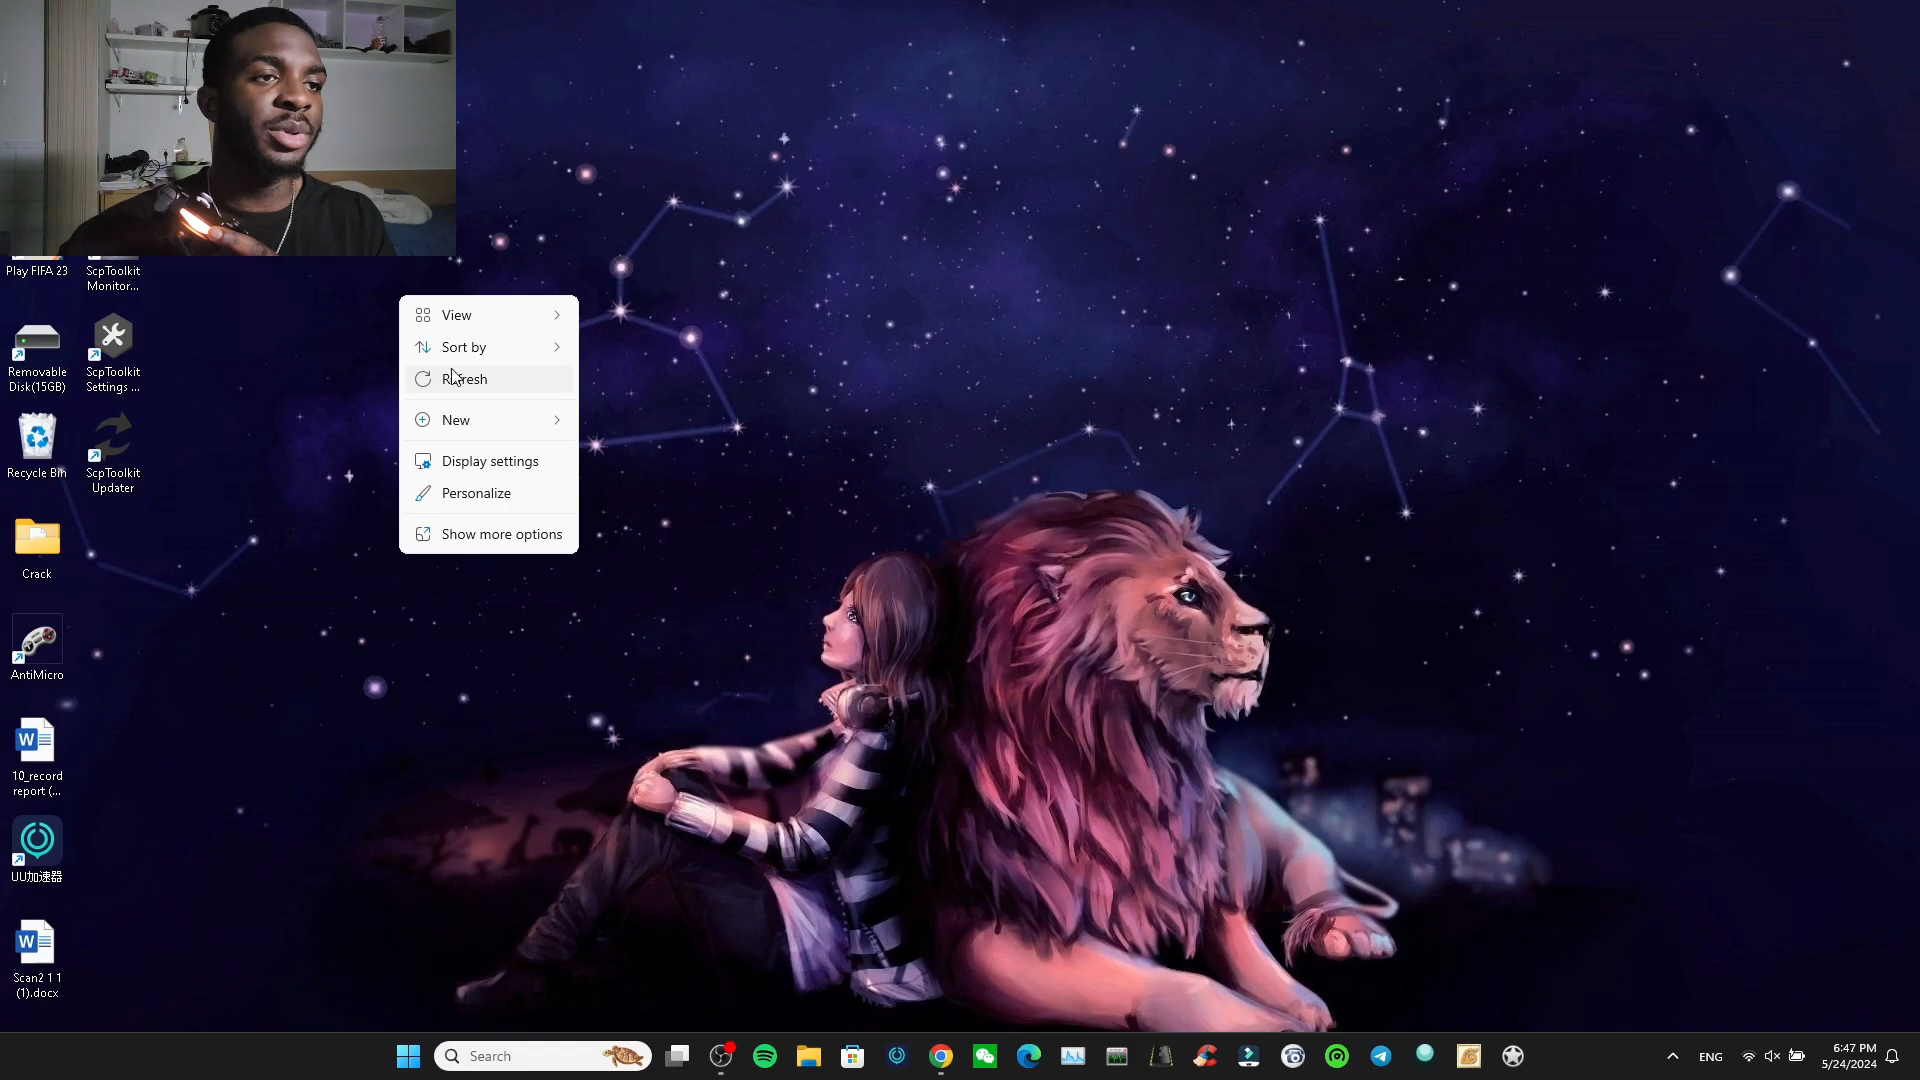 Play FIFA 23
ScpToolkit
Monitor...
Removable
Disk(15GB)
ScpToolkit
Settings ...
Recycle Bin
ScpToolkit
Updater
Crack
AntiMicro
10_record
report (...
UU加速器
Scan2 1 1
(1).docx
View
Sort by
Refresh
New
Display settings
Personalize
Show more options
Search
ENG
6:47 PM
5/24/2024